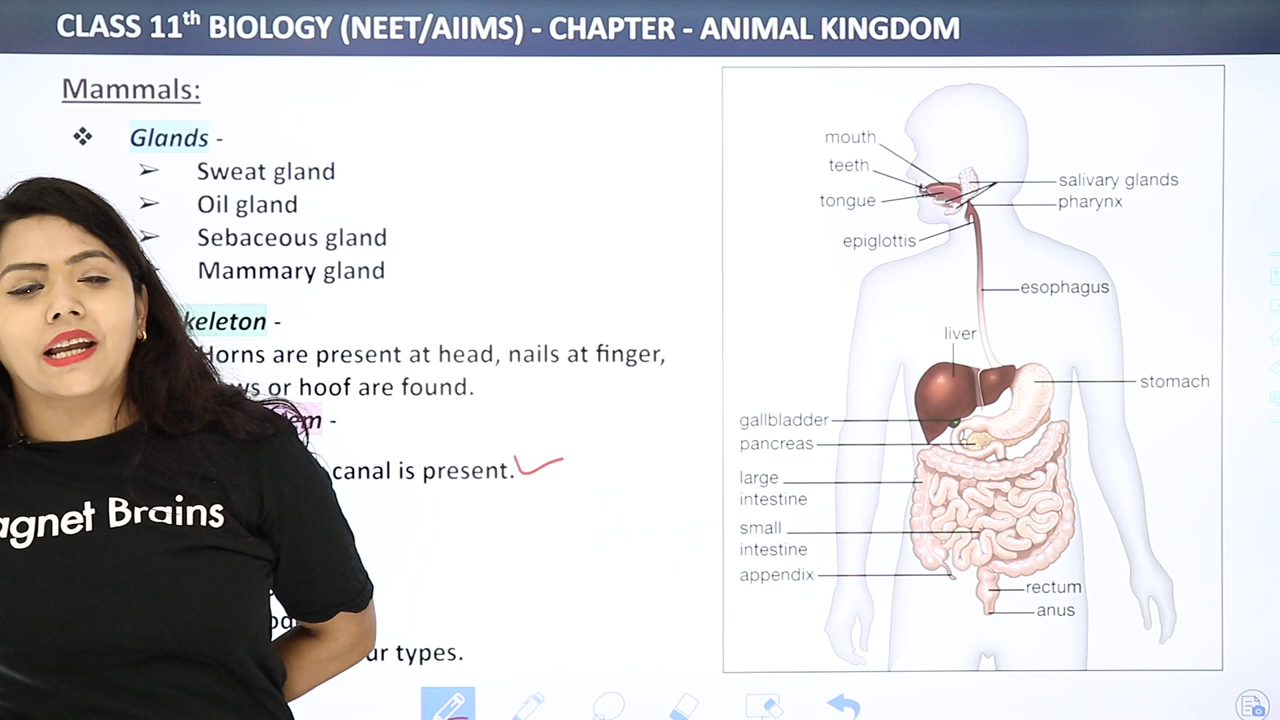 CLASS 11th BIOLOGY (NEET/AIIMS) - CHAPTER - ANIMAL KINGDOM
Mammals:
❖ Glands -
➢ Sweat gland
➢ Oil gland
Sebaceous gland
Mammary gland
keleton -
Horns are present at head, nails at finger,
ws or hoof are found.
em -
canal is present.
ur types.
agnet Brains
mouth
teeth
tongue
epiglottis
salivary glands
pharynx
esophagus
liver
stomach
gallbladder
pancreas
large
intestine
small
intestine
appendix
rectum
anus